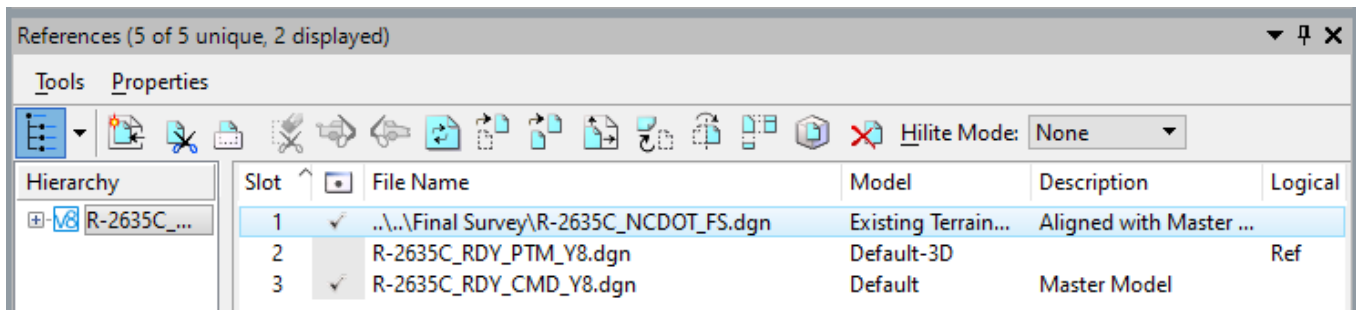 References (5 of 5 unique, 2 displayed)
Tools Properties
Hilite Mode: None
Hierarchy Slot File Name Model Description Logical
V8 R-2635C_... 1 ..\..\Final Survey\R-2635C_NCDOT_FS.dgn Existing Terrain... Aligned with Master ...
2 R-2635C_RDY_PTM_Y8.dgn Default-3D Ref
3 R-2635C_RDY_CMD_Y8.dgn Default Master Model